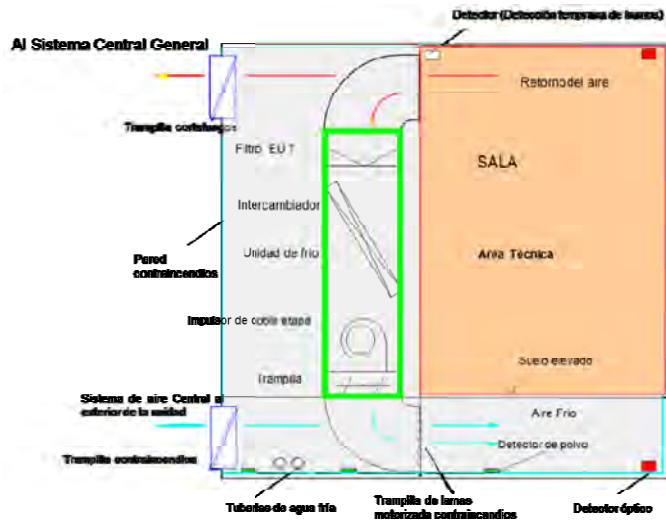 Detector (Detección temprana de humos)
Al Sistema Central General
Retorno del aire
Trampilla cortafuegos
Filtro EU 7
SALA
Intercambiador
Pared
contraincendios
Unidad de frío
Area Técnica
Impulsor de doble etapa
Suelo elevado
Trampilla
Sistema de aire Central a
exterior de la unidad
Aire Frio
Detector de polvo
Trampilla contraincendios
Tuberías de agua fría
Trampilla de lamas
motorizada contraincendios
Detector óptico